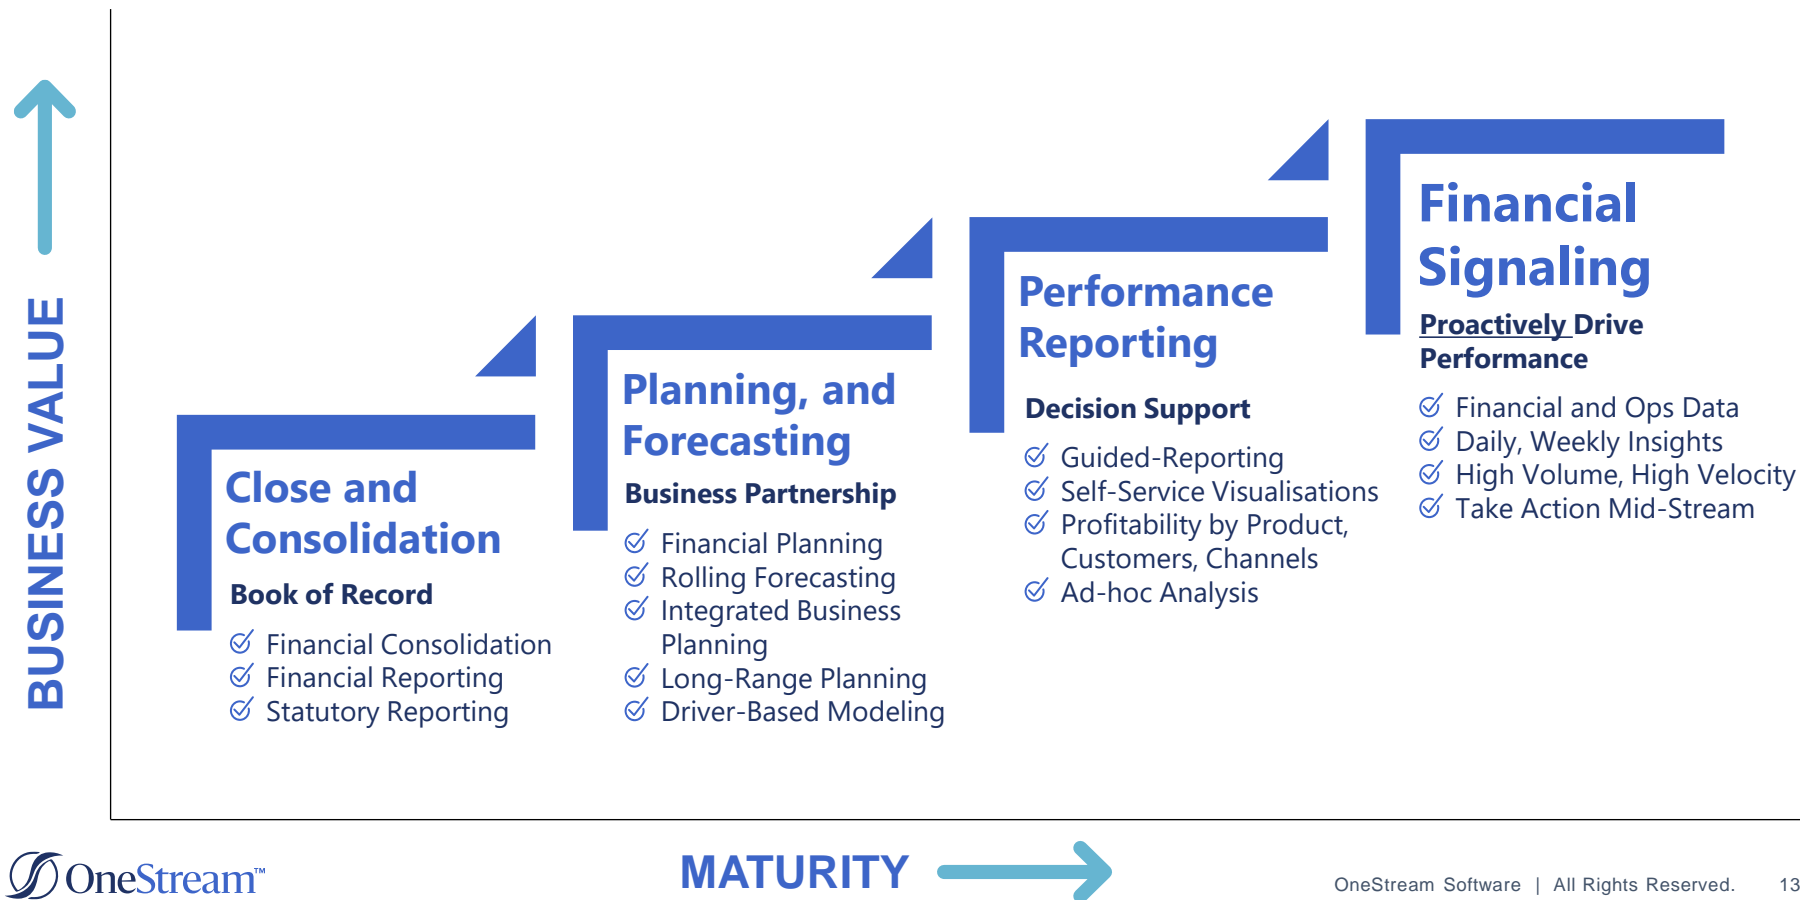 BUSINESS VALUE
Close and
Consolidation
Book of Record
Financial Consolidation
Financial Reporting
Statutory Reporting
Planning, and
Forecasting
Business Partnership
Financial Planning
Rolling Forecasting
Integrated Business
Planning
Long-Range Planning
Driver-Based Modeling
Performance
Reporting
Decision Support
Guided-Reporting
Self-Service Visualisations
Profitability by Product,
Customers, Channels
Ad-hoc Analysis
Financial
Signaling
Proactively Drive
Performance
Financial and Ops Data
Daily, Weekly Insights
High Volume, High Velocity
Take Action Mid-Stream
OneStream™
MATURITY
OneStream Software | All Rights Reserved. 13